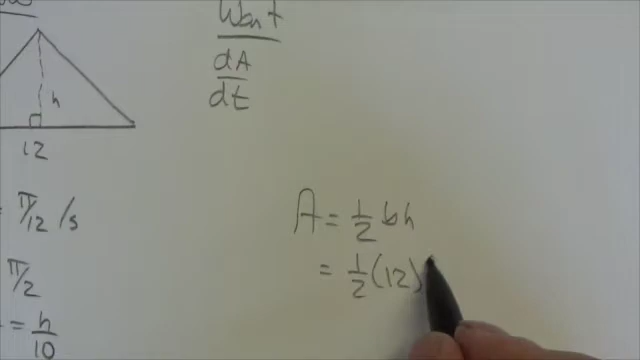 Want
dA
dt
h
12
π/12 /s
π/2
= h/10
A = 1/2 bh
= 1/2 (12)